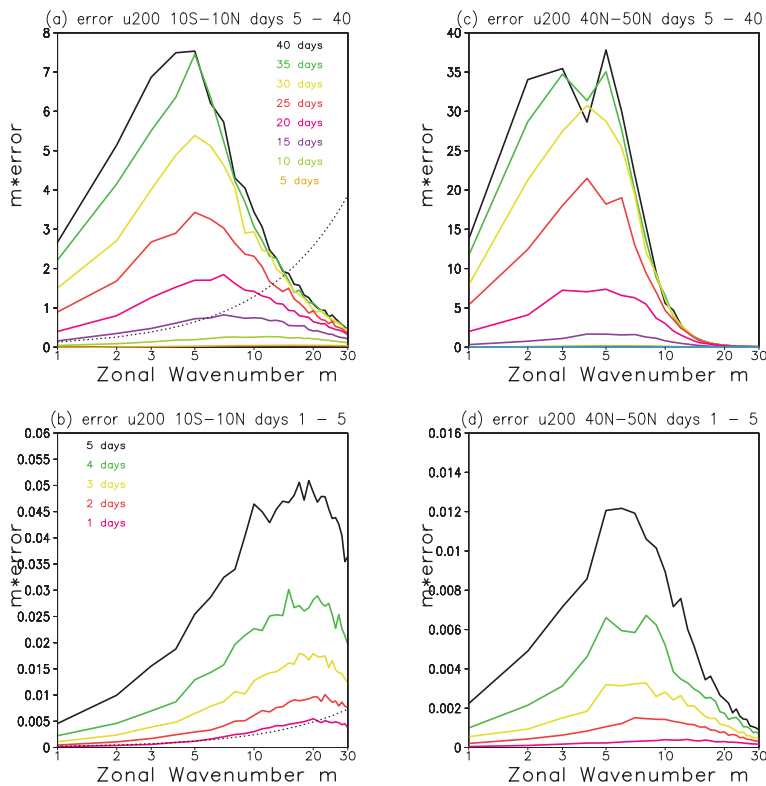 (a) error u200 10S-10N days 5 - 40
8
7
6
5
4
3
2
1
0
m*error
40 days
35 days
30 days
25 days
20 days
15 days
10 days
5 days
1 2 3 5 10 20 30
Zonal Wavenumber m
(c) error u200 40N-50N days 5 - 40
40
35
30
25
20
15
10
5
0
m*error
1 2 3 5 10 20 30
Zonal Wavenumber m
(b) error u200 10S-10N days 1 - 5
0.06
0.055
0.05
0.045
0.04
0.035
0.03
0.025
0.02
0.015
0.01
0.005
0
m*error
5 days
4 days
3 days
2 days
1 days
1 2 3 5 10 20 30
Zonal Wavenumber m
(d) error u200 40N-50N days 1 - 5
0.016
0.014
0.012
0.01
0.008
0.006
0.004
0.002
0
m*error
1 2 3 5 10 20 30
Zonal Wavenumber m